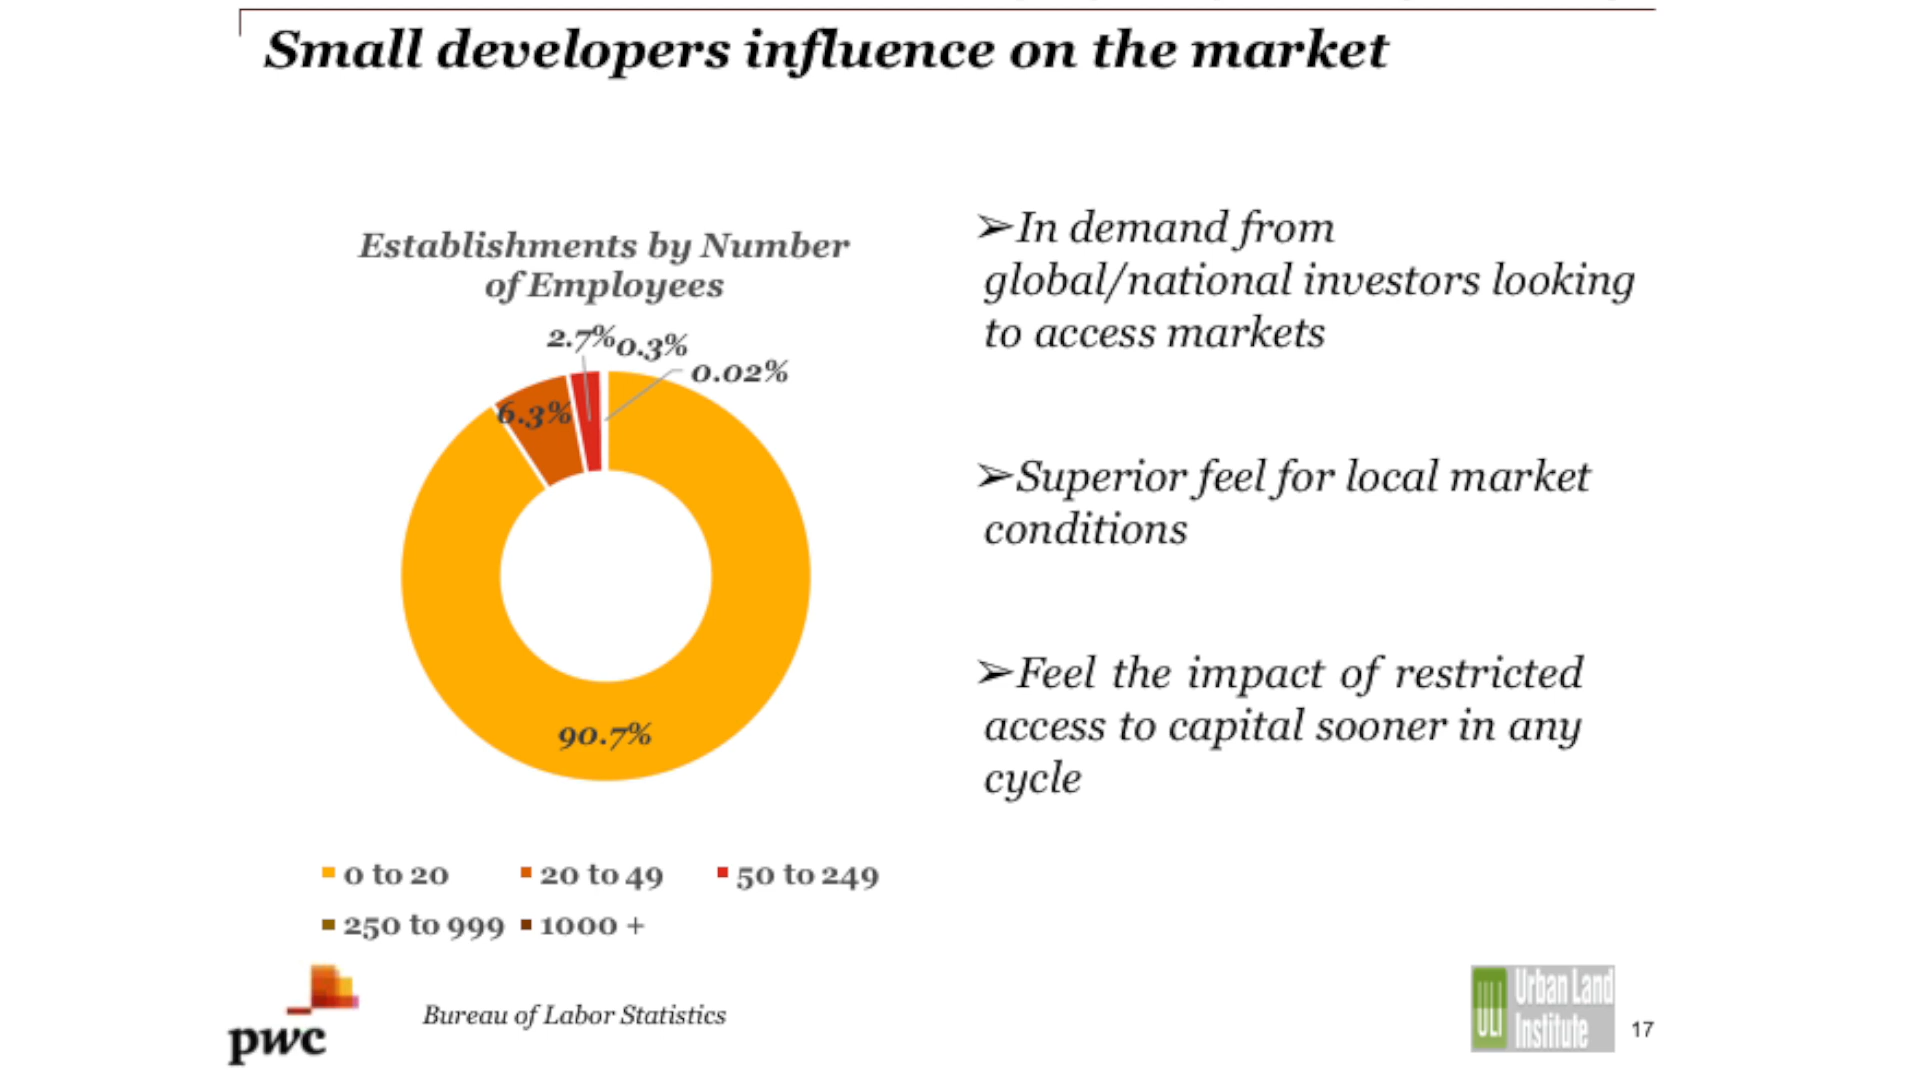 Small developers influence on the market
Establishments by Number
of Employees
2.7%
0.3%
0.02%
6.3%
90.7%
0 to 20
20 to 49
50 to 249
250 to 999
1000 +
➢In demand from
global/national investors looking
to access markets
➢Superior feel for local market
conditions
➢Feel the impact of restricted
access to capital sooner in any
cycle
pwc
Bureau of Labor Statistics
ULI
Urban Land
Institute
17